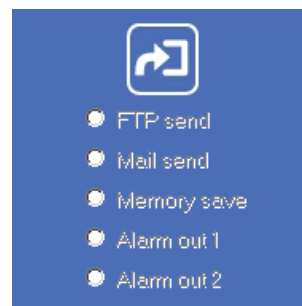 FTP send
Mail send
Memory save
Alarm out 1
Alarm out 2